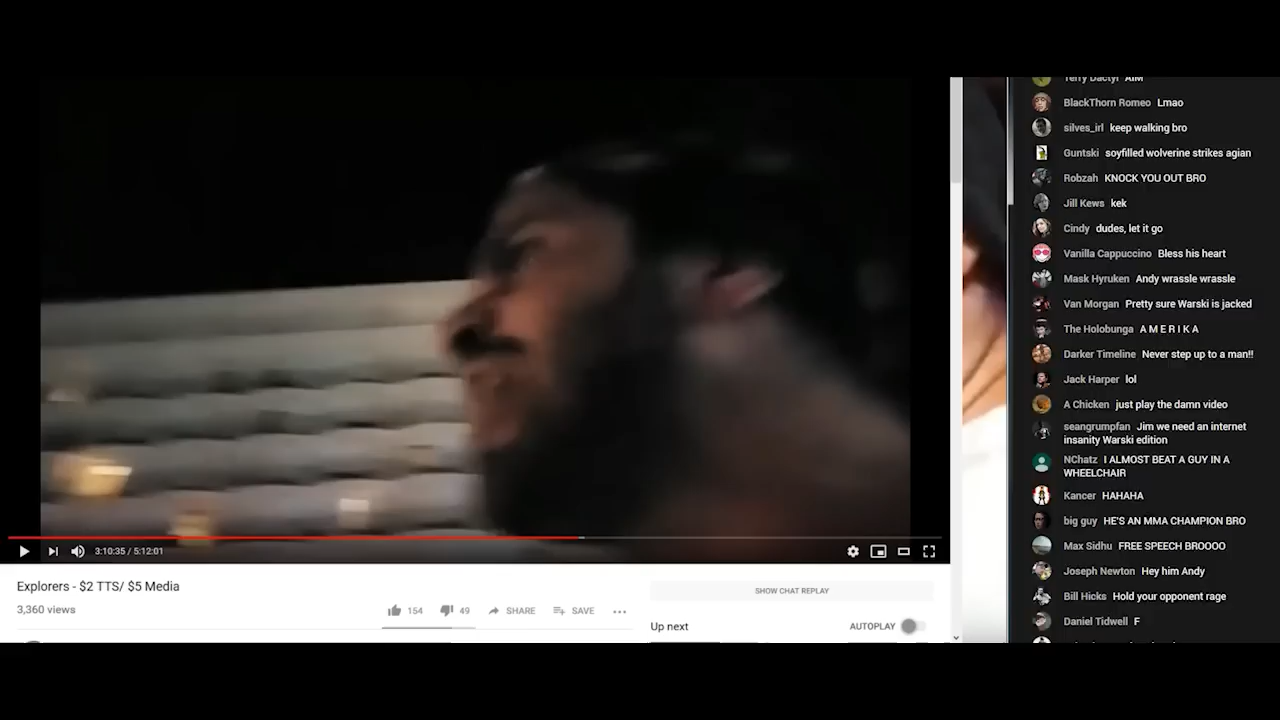 Terry Dactyl AIM
BlackThorn Romeo Lmao
silves_irl keep walking bro
Guntski soyfilled wolverine strikes agian
Robzah KNOCK YOU OUT BRO
Jill Kews kek
Cindy dudes, let it go
Vanilla Cappuccino Bless his heart
Mask Hyruken Andy wrassle wrassle
Van Morgan Pretty sure Warski is jacked
The Holobunga A M E R I K A
Darker Timeline Never step up to a man!!
Jack Harper lol
A Chicken just play the damn video
seangrumpfan Jim we need an internet
insanity Warski edition
NChatz I ALMOST BEAT A GUY IN A
WHEELCHAIR
Kancer HAHAHA
big guy HE'S AN MMA CHAMPION BRO
Max Sidhu FREE SPEECH BROOOO
Joseph Newton Hey him Andy
Bill Hicks Hold your opponent rage
Daniel Tidwell F
3:10:35 / 5:12:01
Explorers - $2 TTS/ $5 Media
3,360 views
154 49 SHARE SAVE
SHOW CHAT REPLAY
Up next AUTOPLAY